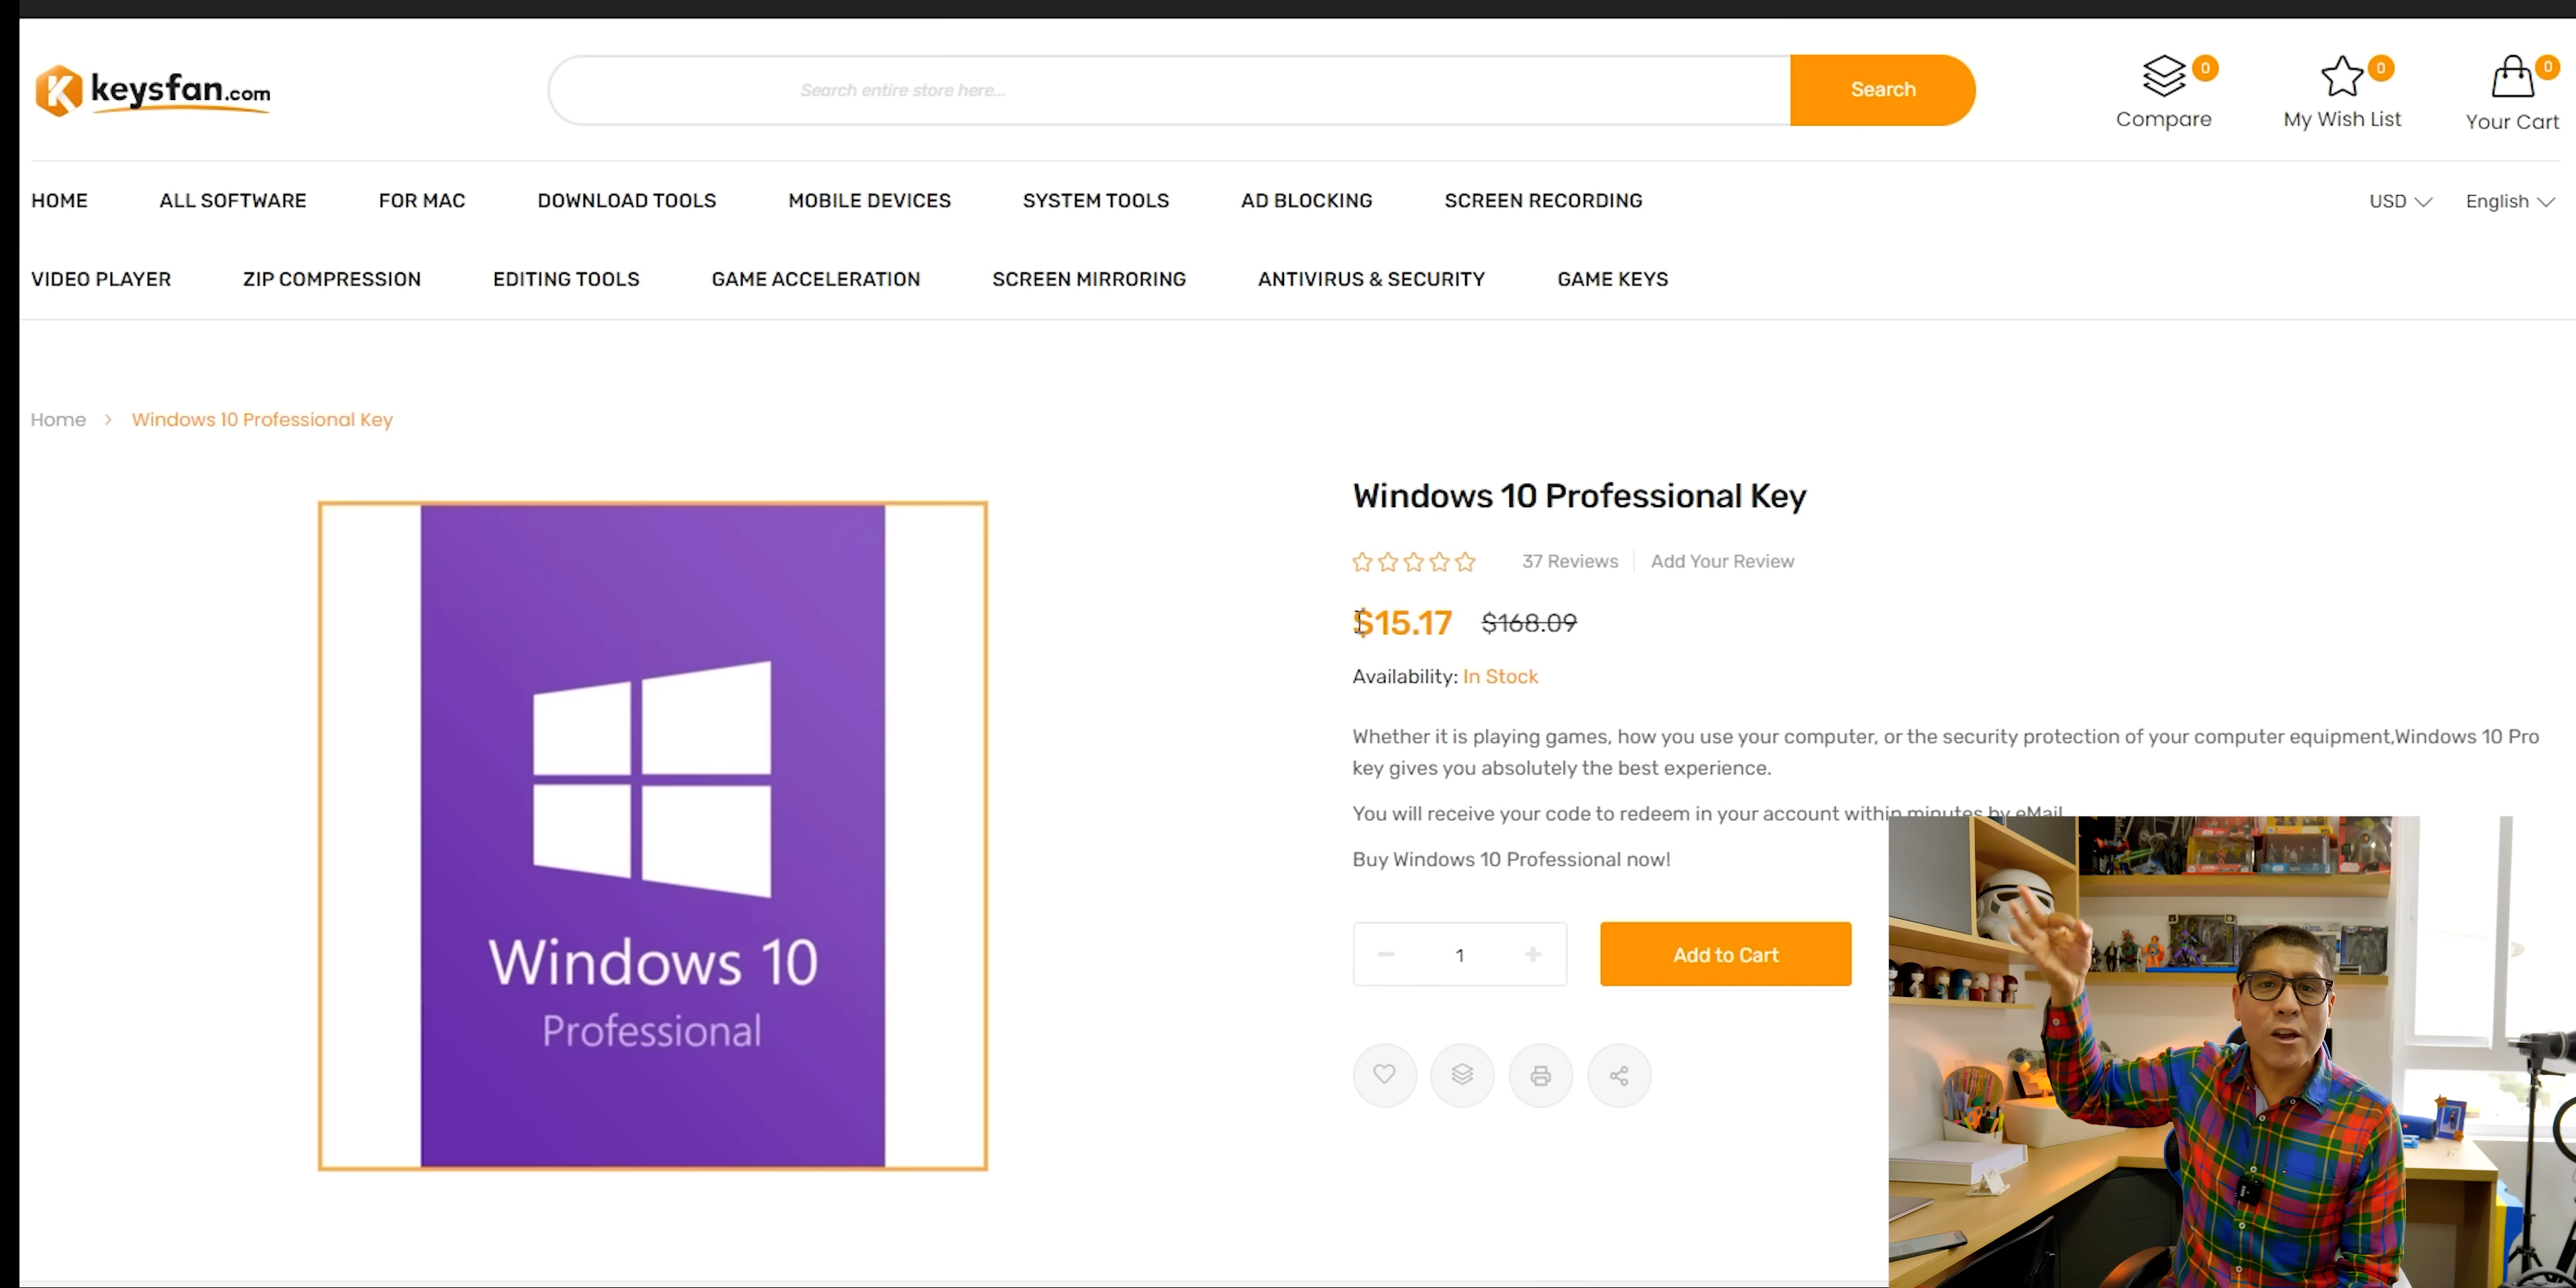 keysfan.com
Search entire store here...
Search
0
Compare
0
My Wish List
0
Your Cart
HOME ALL SOFTWARE FOR MAC DOWNLOAD TOOLS MOBILE DEVICES SYSTEM TOOLS AD BLOCKING SCREEN RECORDING
USD English
VIDEO PLAYER ZIP COMPRESSION EDITING TOOLS GAME ACCELERATION SCREEN MIRRORING ANTIVIRUS & SECURITY GAME KEYS
Home > Windows 10 Professional Key
Windows 10
Professional
Windows 10 Professional Key
37 Reviews Add Your Review
$15.17 $168.09
Availability: In Stock
Whether it is playing games, how you use your computer, or the security protection of your computer equipment,Windows 10 Pro
key gives you absolutely the best experience.
You will receive your code to redeem in your account within minutes by eMail
Buy Windows 10 Professional now!
1
Add to Cart